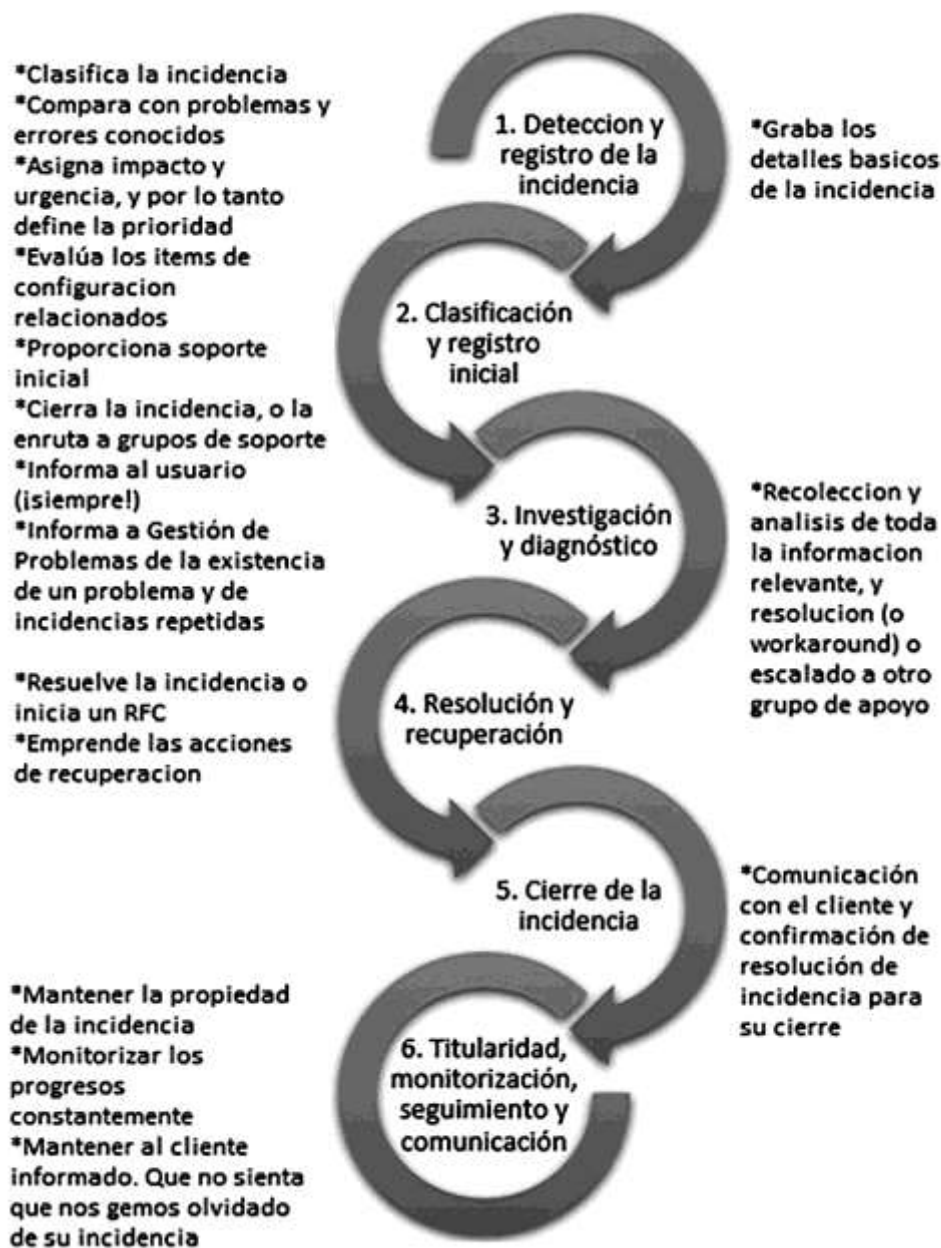 1. Deteccion y
registro de la
incidencia
*Graba los
detalles basicos
de la incidencia
*Clasifica la incidencia
*Compara con problemas y
errores conocidos
*Asigna impacto y
urgencia, y por lo tanto
define la prioridad
*Evalúa los items de
configuracion
relacionados
*Proporciona soporte
inicial
*Cierra la incidencia, o la
enruta a grupos de soporte
*Informa al usuario
(¡siempre!)
*Informa a Gestión de
Problemas de la existencia
de un problema y de
incidencias repetidas
2. Clasificación
y registro
inicial
3. Investigación
y diagnóstico
*Recoleccion y
analisis de toda
la informacion
relevante, y
resolucion (o
workaround) o
escalado a otro
grupo de apoyo
*Resuelve la incidencia o
inicia un RFC
*Emprende las acciones
de recuperacion
4. Resolución y
recuperación
5. Cierre de la
incidencia
*Comunicación
con el cliente y
confirmación de
resolución de
incidencia para
su cierre
*Mantener la propiedad
de la incidencia
*Monitorizar los
progresos
constantemente
*Mantener al cliente
informado. Que no sienta
que nos gemos olvidado
de su incidencia
6. Titularidad,
monitorización,
seguimiento y
comunicación